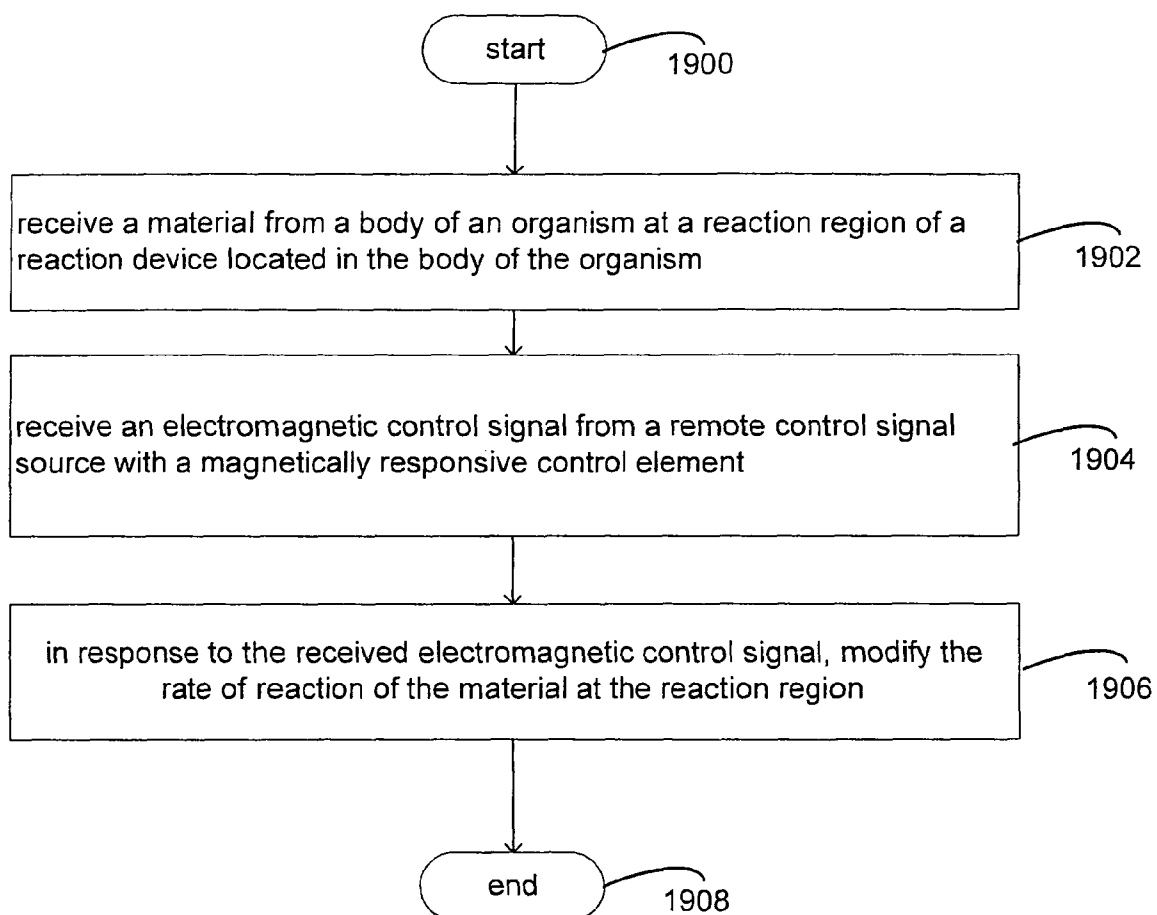 start
1900
receive a material from a body of an organism at a reaction region of a
reaction device located in the body of the organism
1902
receive an electromagnetic control signal from a remote control signal
source with a magnetically responsive control element
1904
in response to the received electromagnetic control signal, modify the
rate of reaction of the material at the reaction region
1906
end
1908